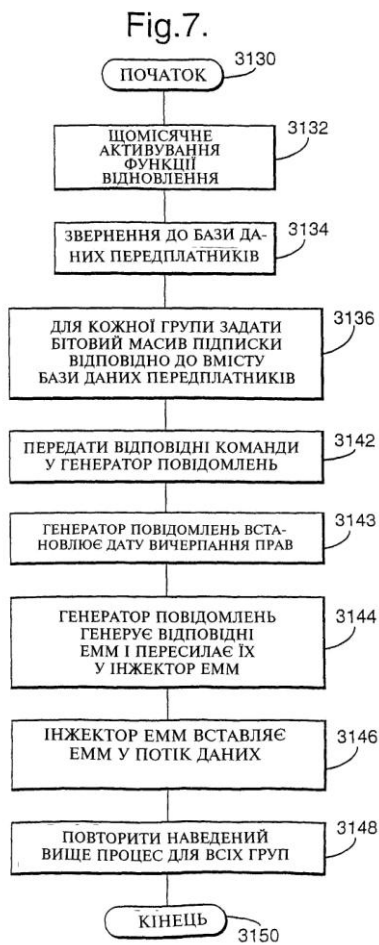 Fig.7.
ПОЧАТОК
3130
ЩОМІСЯЧНЕ
АКТИВУВАННЯ
ФУНКЦІЇ
ВІДНОВЛЕННЯ
3132
ЗВЕРНЕННЯ ДО БАЗИ ДА-
НИХ ПЕРЕДПЛАТНИКІВ
3134
ДЛЯ КОЖНОЇ ГРУПИ ЗАДАТИ
БІТОВИЙ МАСИВ ПІДПИСКИ
ВІДПОВІДНО ДО ВМІСТУ
БАЗИ ДАНИХ ПЕРЕДПЛАТНИКІВ
3136
ПЕРЕДАТИ ВІДПОВІДНІ КОМАНДИ
У ГЕНЕРАТОР ПОВІДОМЛЕНЬ
3142
ГЕНЕРАТОР ПОВІДОМЛЕНЬ ВСТА-
НОВЛЮЄ ДАТУ ВИЧЕРПАННЯ ПРАВ
3143
ГЕНЕРАТОР ПОВІДОМЛЕНЬ
ГЕНЕРУЄ ВІДПОВІДНІ
ЕММ І ПЕРЕСИЛАЄ ЇХ
У ІНЖЕКТОР ЕММ
3144
ІНЖЕКТОР ЕММ ВСТАВЛЯЄ
ЕММ У ПОТІК ДАНИХ
3146
ПОВТОРИТИ НАВЕДЕНИЙ
ВИЩЕ ПРОЦЕС ДЛЯ ВСІХ ГРУП
3148
КІНЕЦЬ
3150